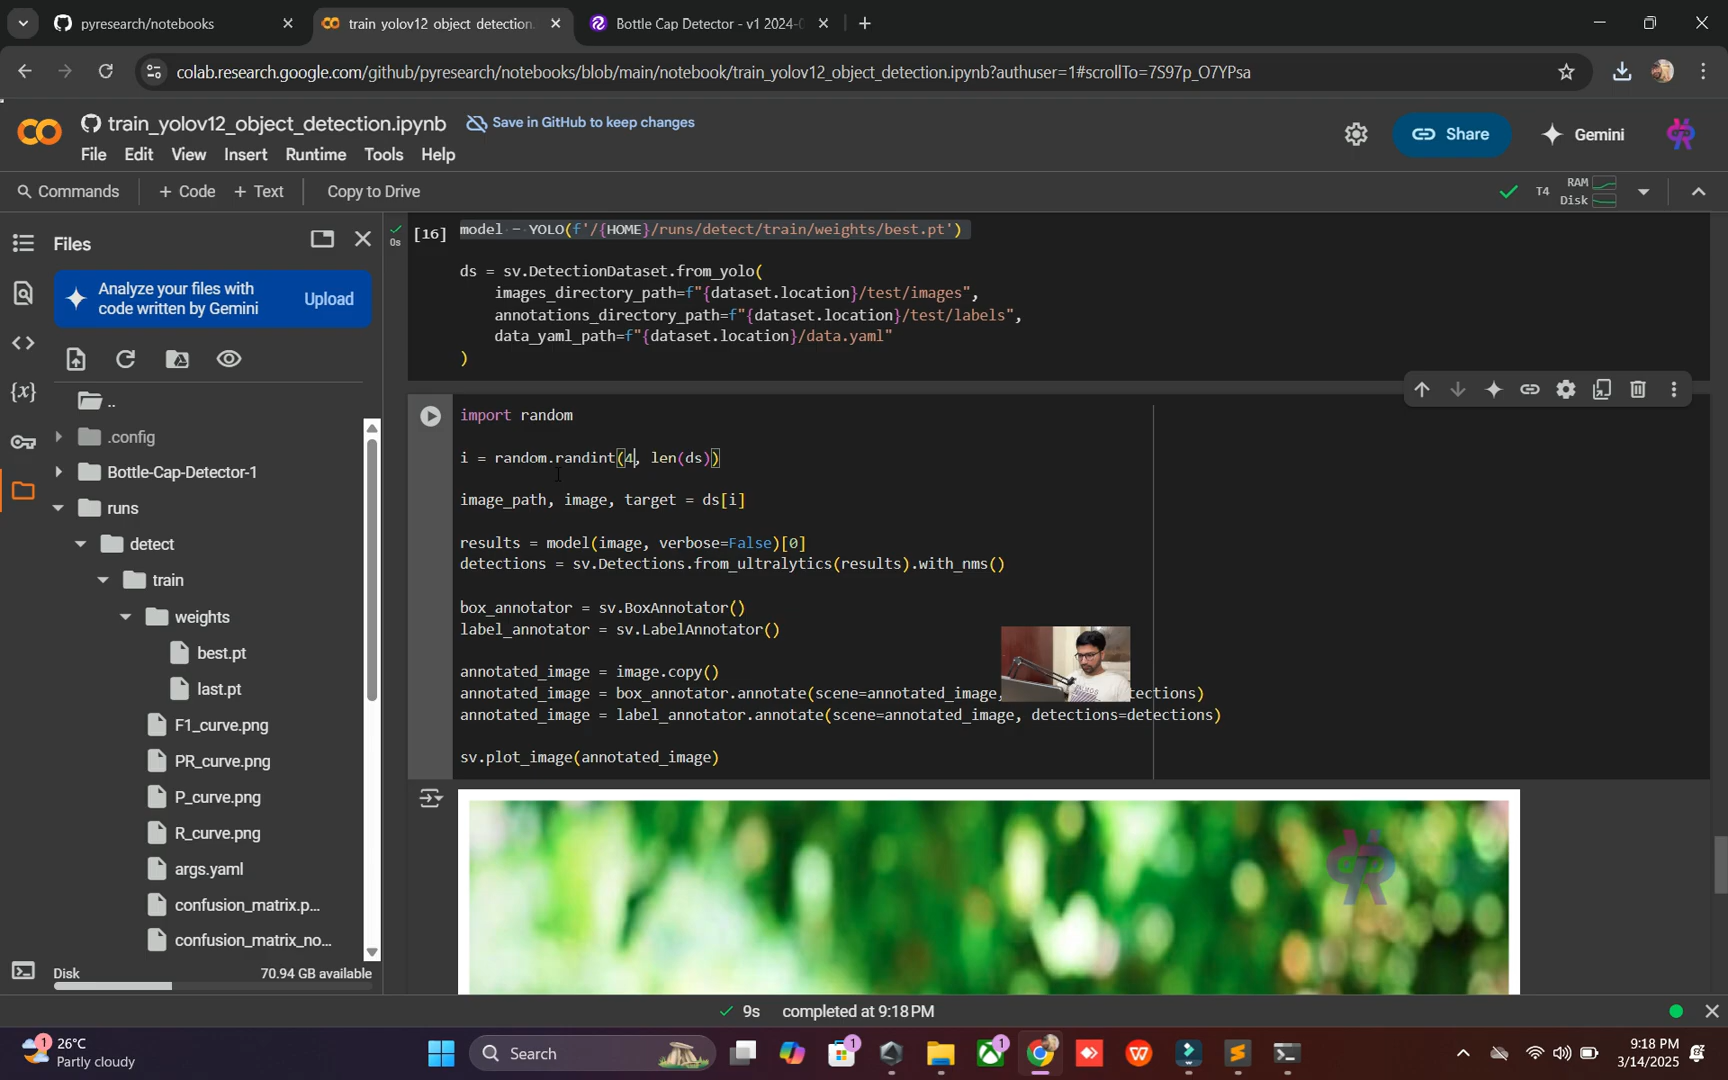 pyresearch/notebooks
train yolov12 object detection.
Bottle Cap Detector - v1 2024-
colab.research.google.com/github/pyresearch/notebooks/blob/main/notebook/train_yolov12_object_detection.ipynb?authuser=1#scrollTo=7S97p_O7YPsa
train_yolov12_object_detection.ipynb
Save in GitHub to keep changes
Share
Gemini
File Edit View Insert Runtime Tools Help
Commands
+ Code + Text
Copy to Drive
T4
RAM
Disk
Files
Analyze your files with
code written by Gemini
Upload
..
.config
Bottle-Cap-Detector-1
runs
detect
train
weights
best.pt
last.pt
F1_curve.png
PR_curve.png
P_curve.png
R_curve.png
args.yaml
confusion_matrix.p...
confusion_matrix_no...
Disk
70.94 GB available
0s
[16]
model = YOLO(f'/{HOME}/runs/detect/train/weights/best.pt')
ds = sv.DetectionDataset.from_yolo(
images_directory_path=f"{dataset.location}/test/images",
annotations_directory_path=f"{dataset.location}/test/labels",
data_yaml_path=f"{dataset.location}/data.yaml"
)
import random
i = random.randint(4, len(ds))
image_path, image, target = ds[i]
results = model(image, verbose=False)[0]
detections = sv.Detections.from_ultralytics(results).with_nms()
box_annotator = sv.BoxAnnotator()
label_annotator = sv.LabelAnnotator()
annotated_image = image.copy()
annotated_image = box_annotator.annotate(scene=annotated_image, tections)
annotated_image = label_annotator.annotate(scene=annotated_image, detections=detections)
sv.plot_image(annotated_image)
9s completed at 9:18 PM
1
26°C
Partly cloudy
Search
1
1
9:18 PM
3/14/2025